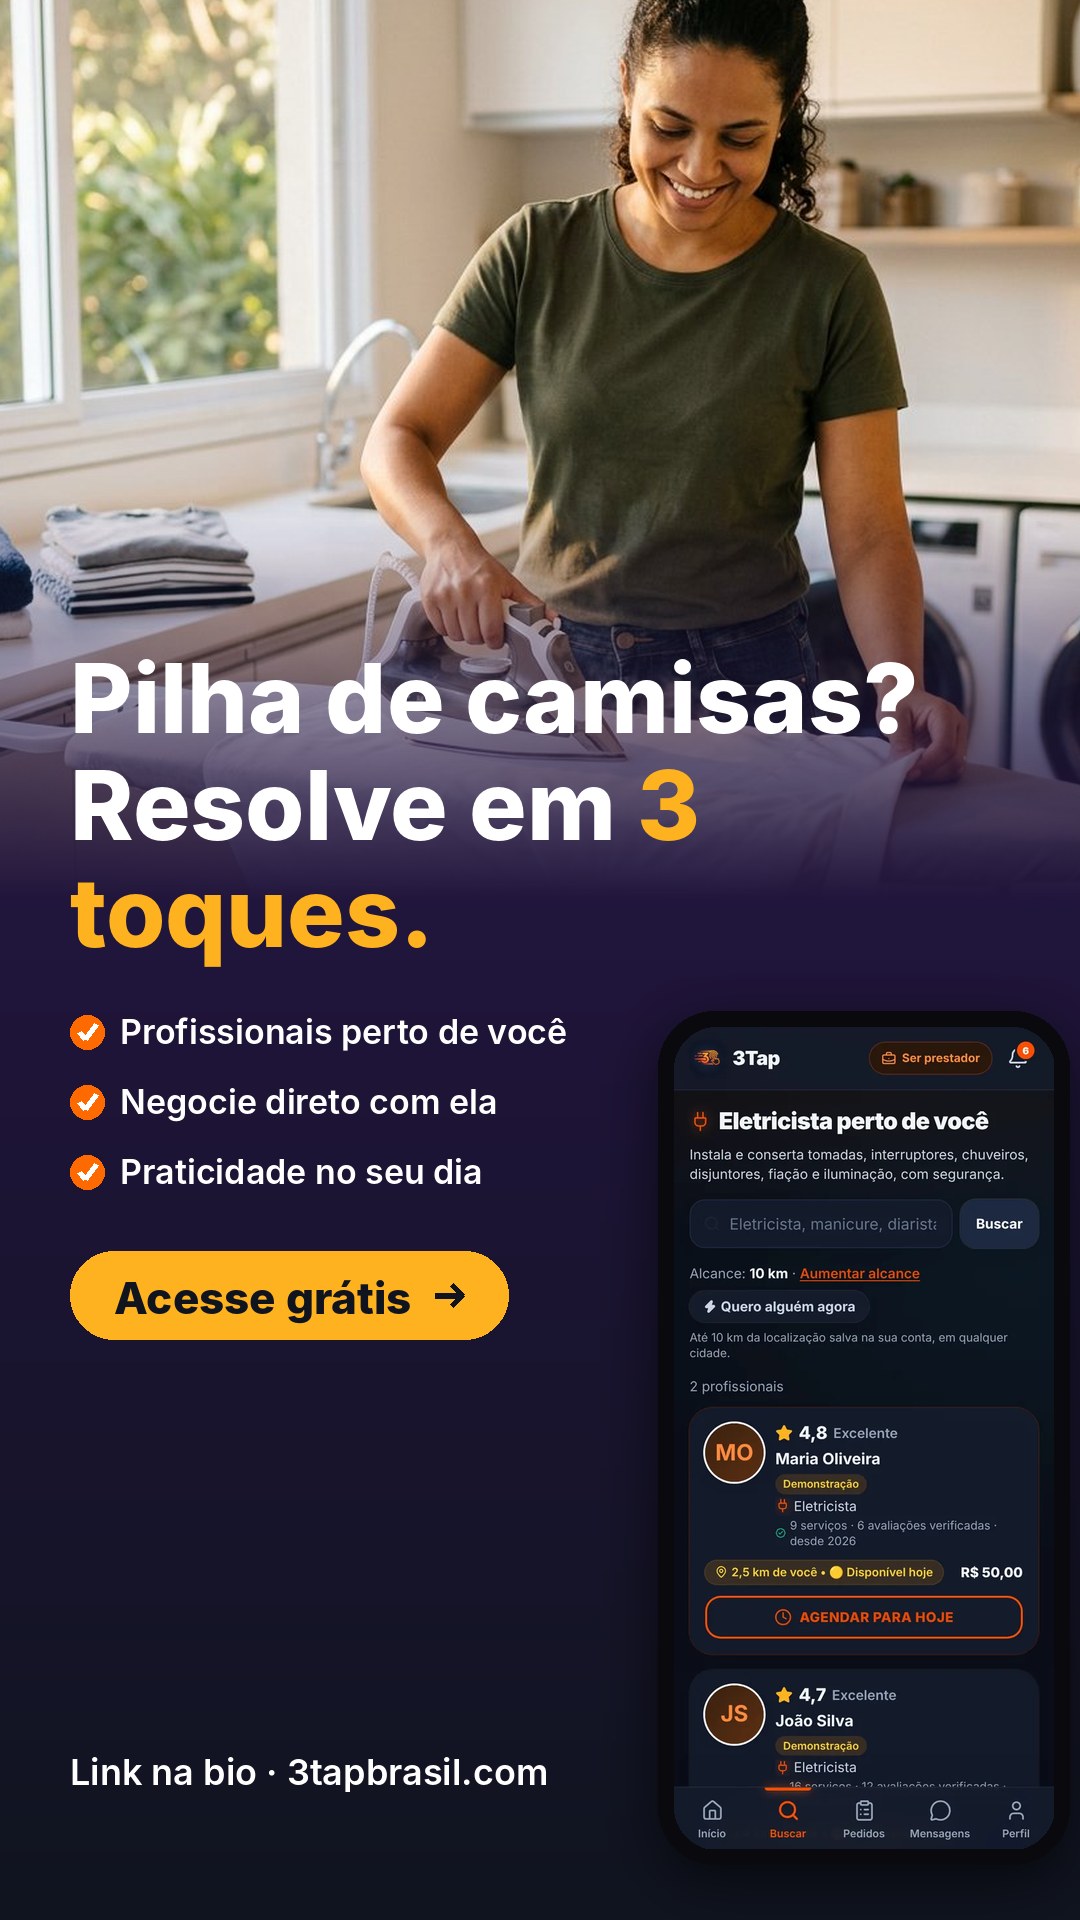 Pilha de camisas?
Resolve em 3
toques.
Profissionais perto de você
Negocie direto com ela
Praticidade no seu dia
Acesse grátis →
Link na bio · 3tapbrasil.com
3Tap
Ser prestador
6
Eletricista perto de você
Instala e conserta tomadas, interruptores, chuveiros,
disjuntores, fiação e iluminação, com segurança.
Eletricista, manicure, diarista
Buscar
Alcance: 10 km · Aumentar alcance
Quero alguém agora
Até 10 km da localização salva na sua conta, em qualquer
cidade.
2 profissionais
MO
4,8 Excelente
Maria Oliveira
Demonstração
Eletricista
9 serviços · 6 avaliações verificadas ·
desde 2026
2,5 km de você • Disponível hoje
R$ 50,00
AGENDAR PARA HOJE
JS
4,7 Excelente
João Silva
Demonstração
Eletricista
16 serviços · 12 avaliações verificadas ·
Início
Buscar
Pedidos
Mensagens
Perfil